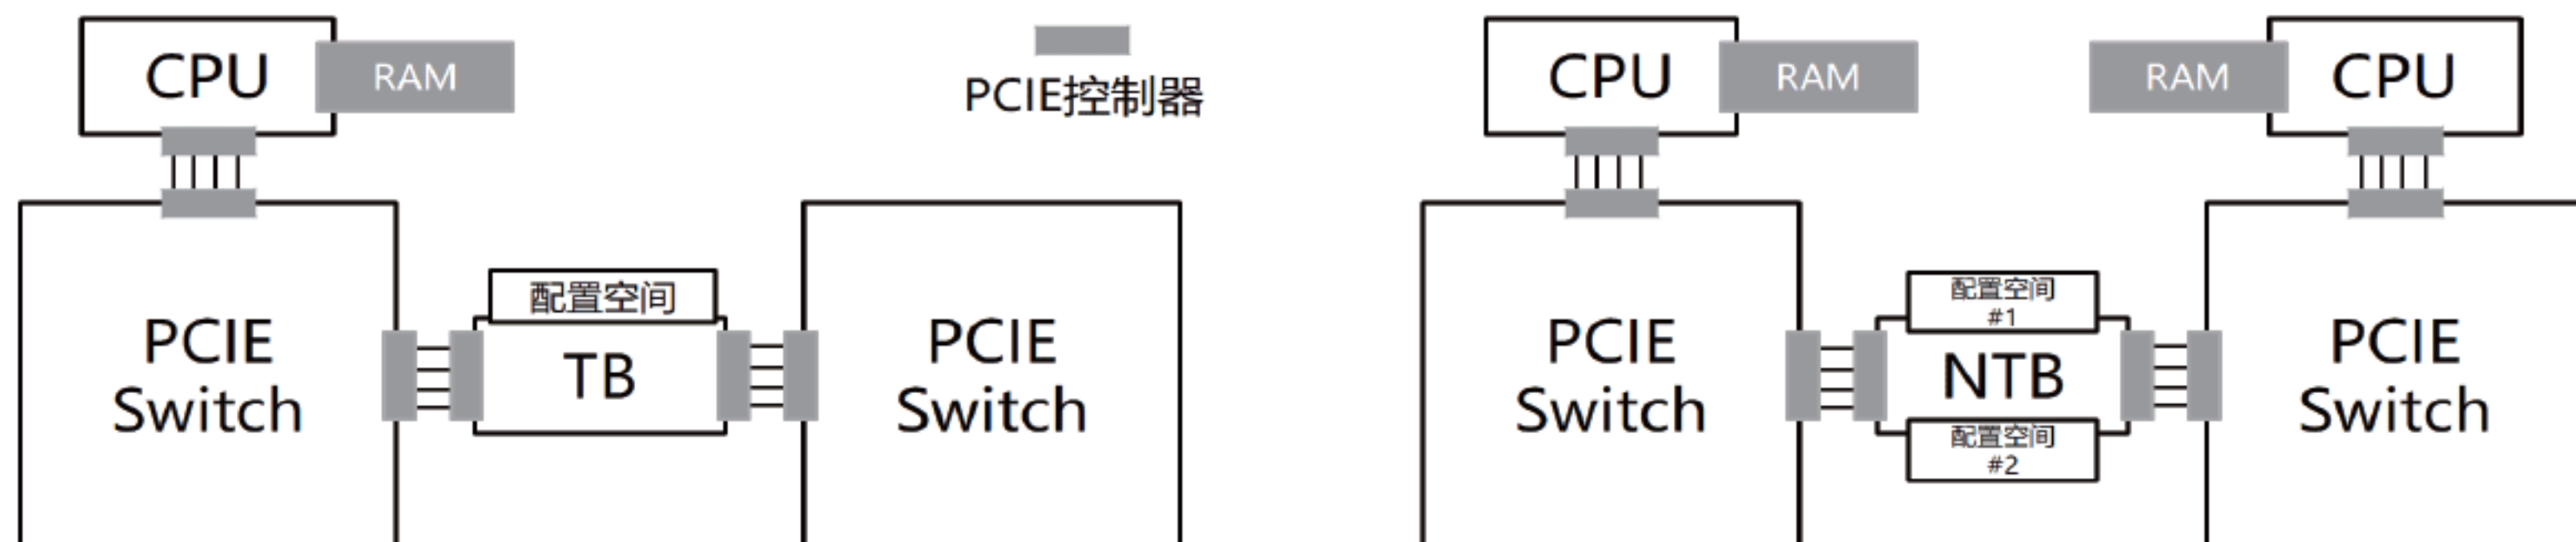 CPU
RAM
PCIE控制器
CPU
RAM
RAM
CPU
PCIE
Switch
配置空间
TB
PCIE
Switch
PCIE
Switch
配置空间
#1
NTB
配置空间
#2
PCIE
Switch